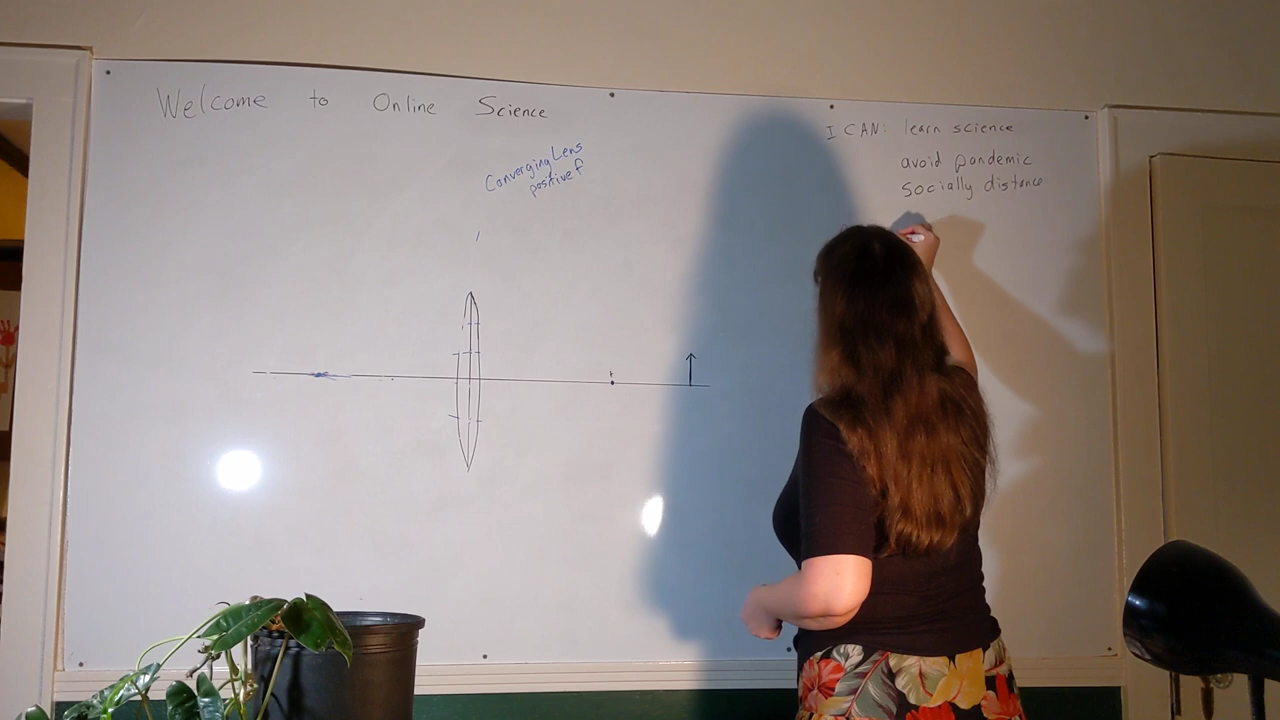 Welcome to Online Science
I CAN: learn science
avoid pandemic
socially distance
Converging Lens
positive f